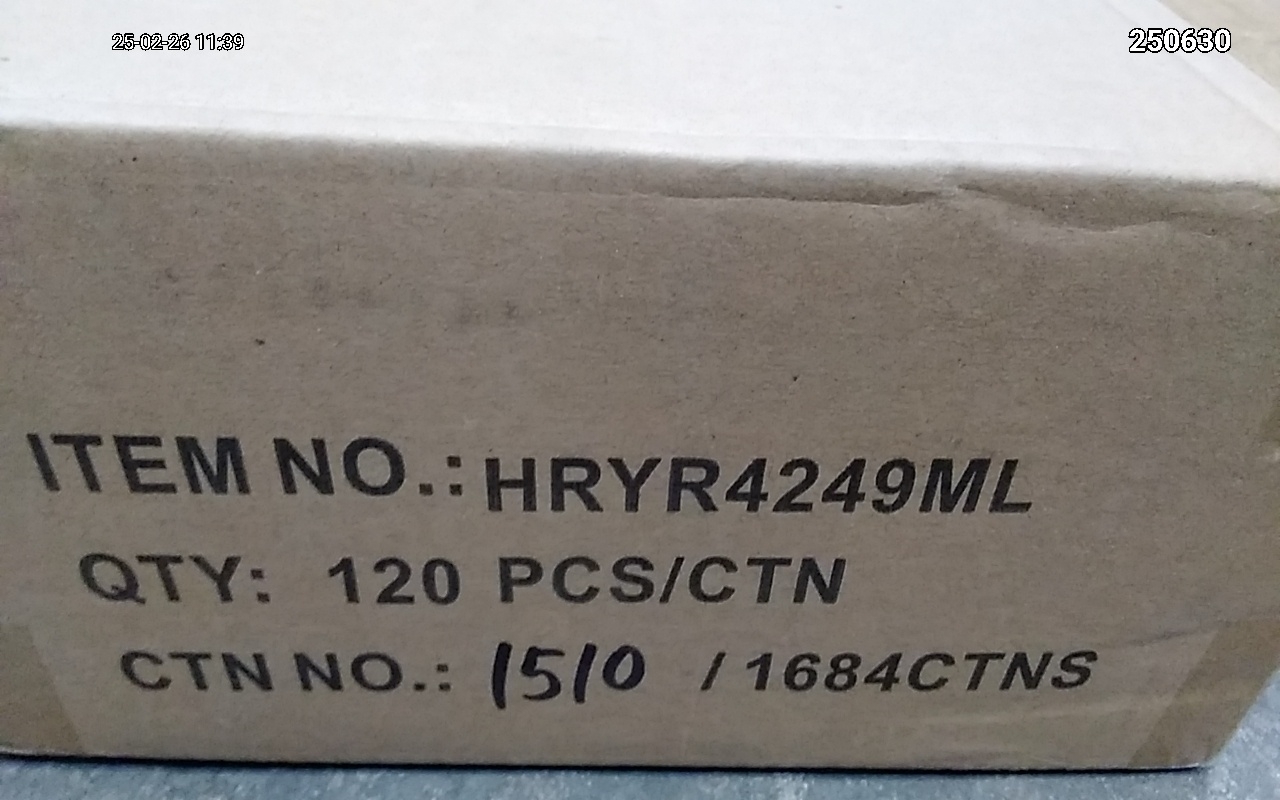 25-02-26 11:39
250630
ITEM NO.: HRYR4249ML
QTY: 120 PCS/CTN
CTN NO.: 1510 / 1684CTNS